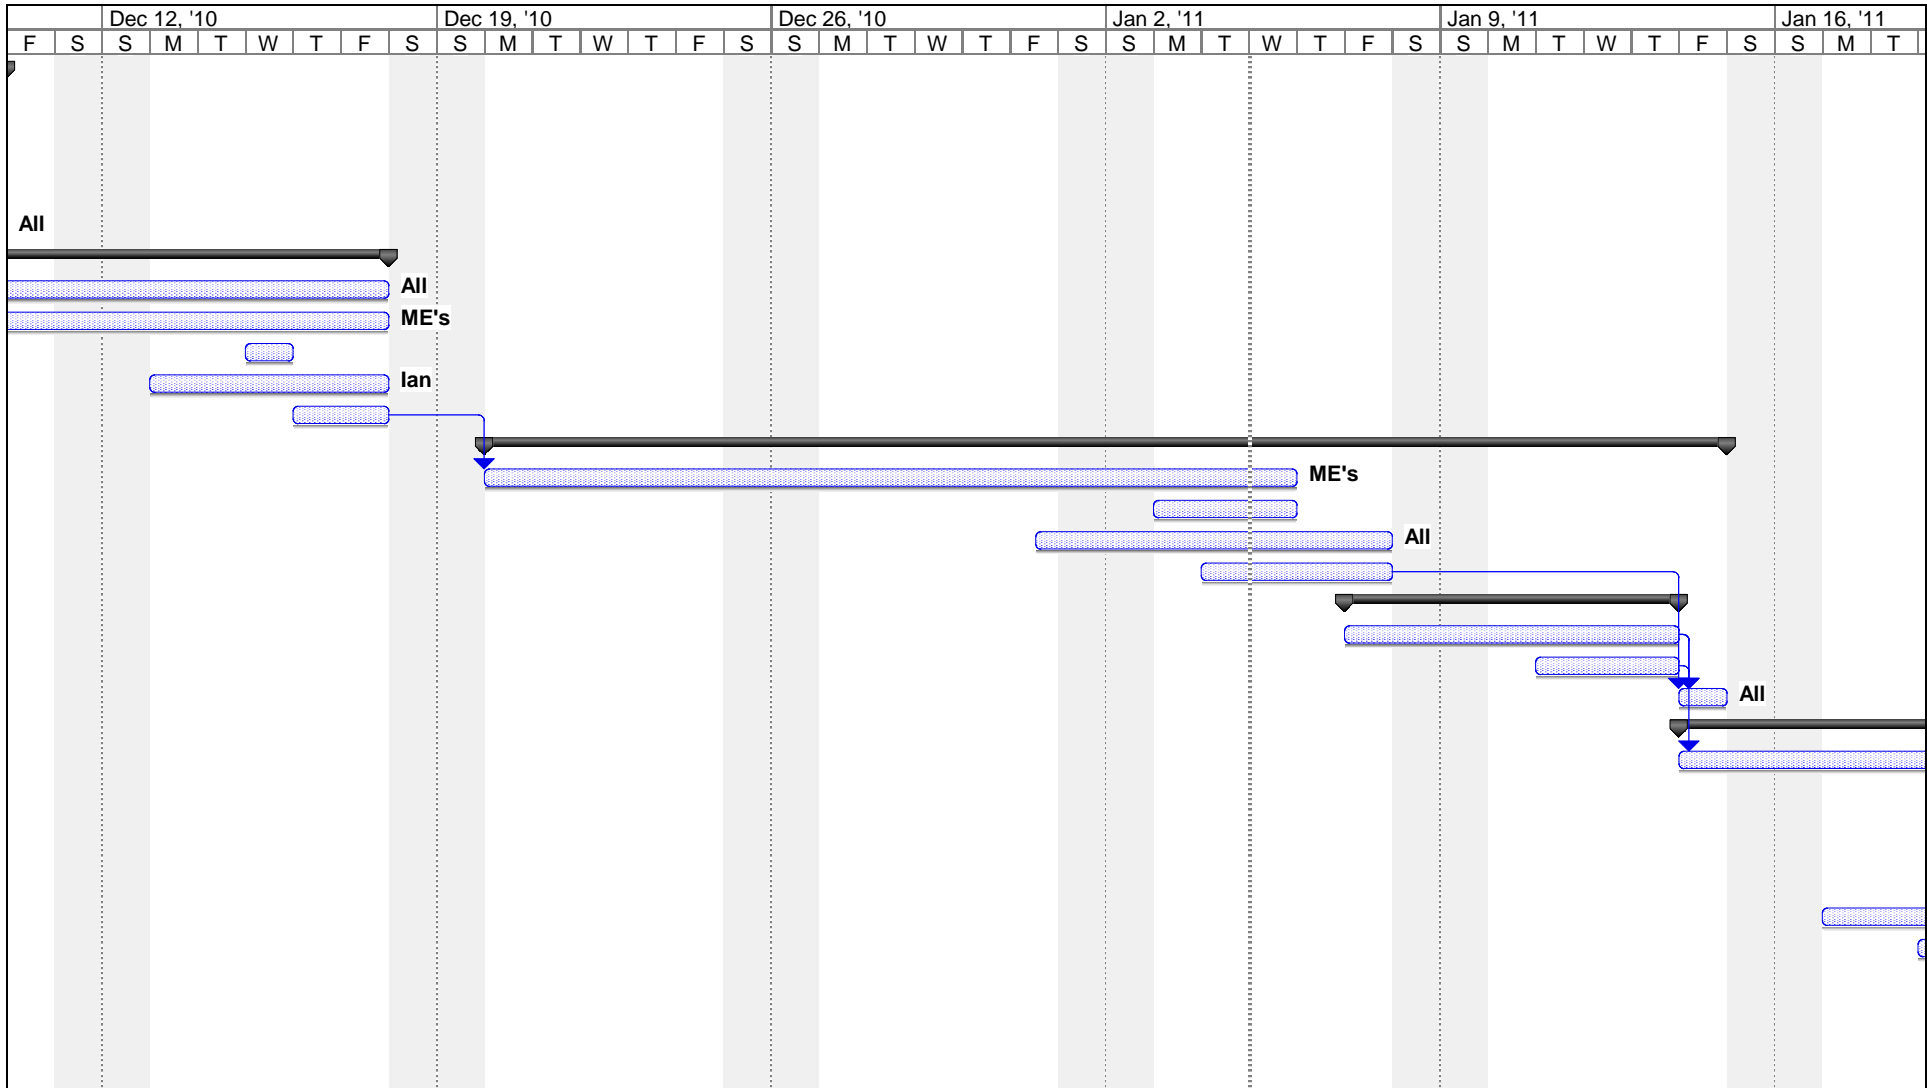 Dec 12, '10 Dec 19, '10 Dec 26, '10 Jan 2, '11 Jan 9, '11 Jan 16, '11
F S S M T W T F S S M T W T F S S M T W T F S S M T W T F S S M T W T F S S M T
All
All
ME's
Ian
ME's
All
All